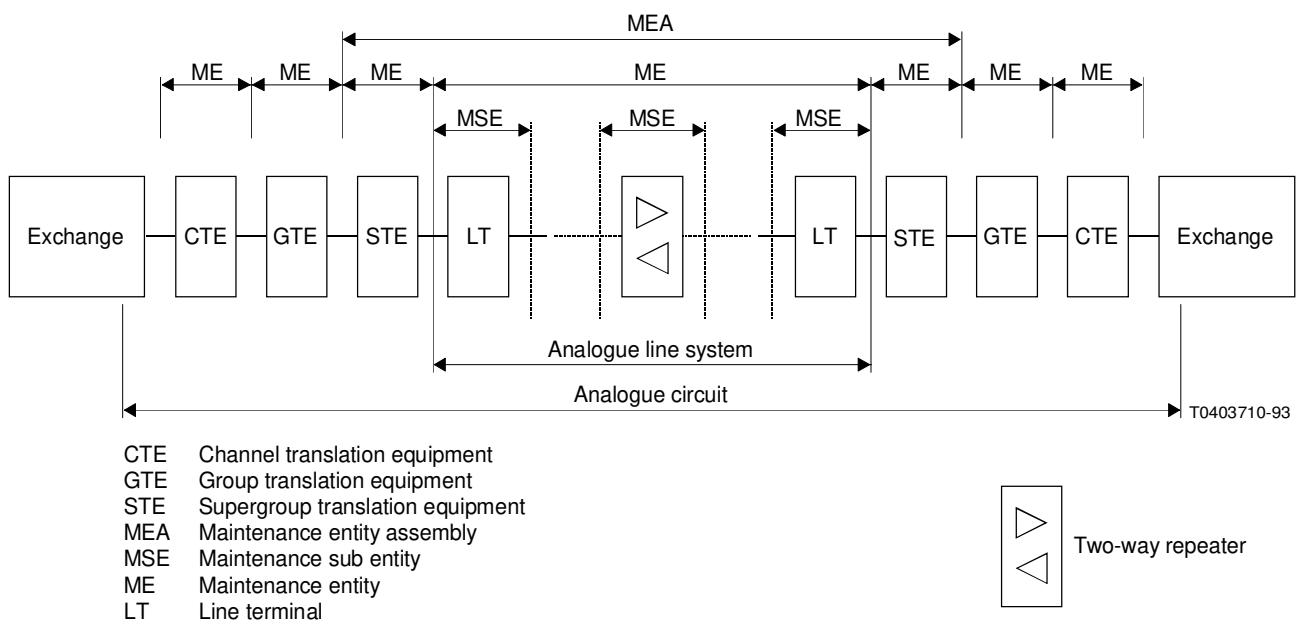 MEA
ME ME ME ME ME ME ME
MSE MSE MSE
Exchange CTE GTE STE LT LT STE GTE CTE Exchange
Analogue line system
Analogue circuit
T0403710-93
CTE Channel translation equipment
GTE Group translation equipment
STE Supergroup translation equipment
MEA Maintenance entity assembly
MSE Maintenance sub entity
ME Maintenance entity
LT Line terminal
Two-way repeater